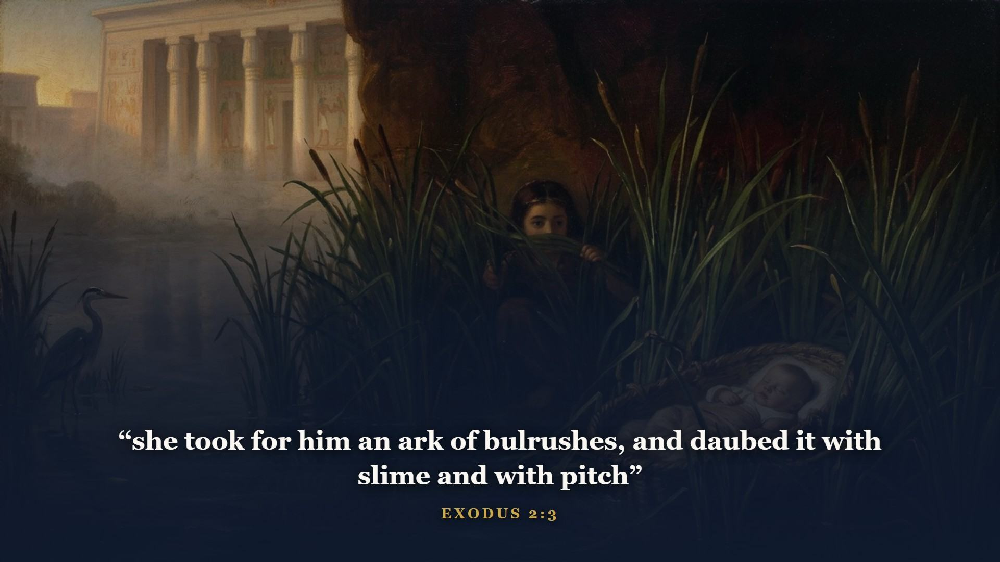 “she took for him an ark of bulrushes, and daubed it with
slime and with pitch”
EXODUS 2:3